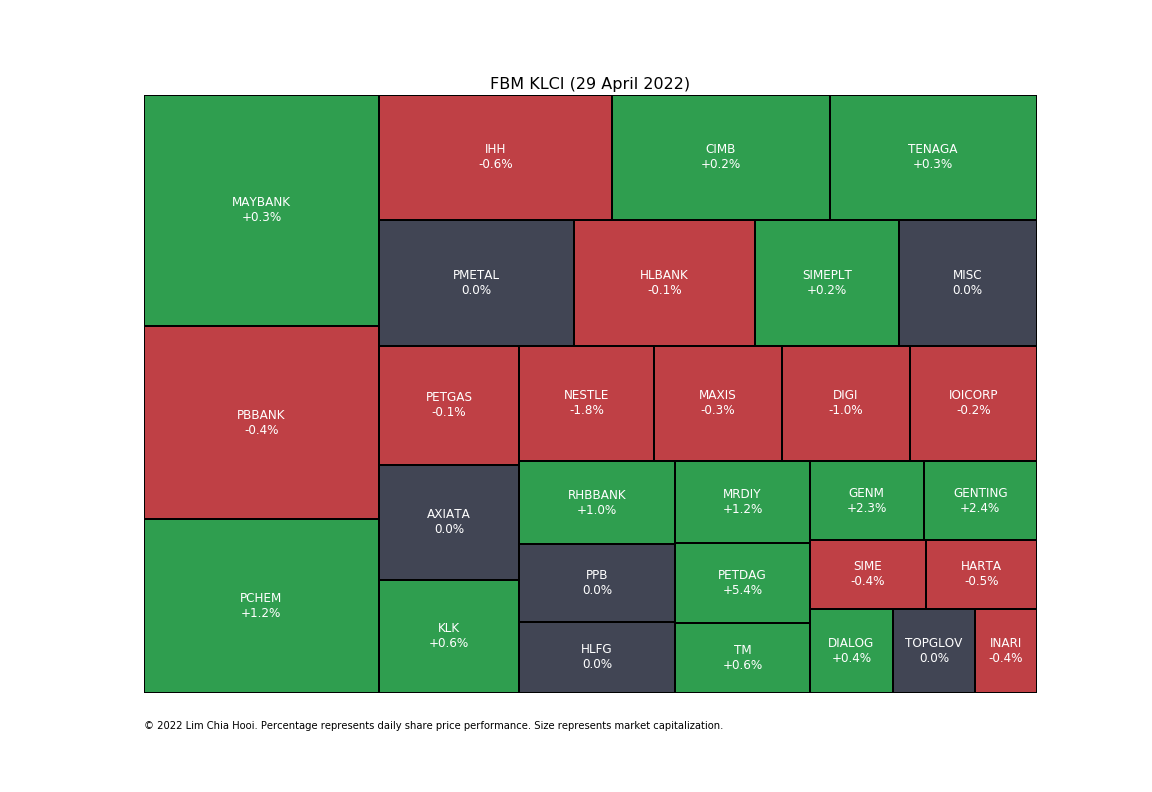 FBM KLCI (29 April 2022)
MAYBANK
+0.3%
PBBANK
-0.4%
PCHEM
+1.2%
IHH
-0.6%
CIMB
+0.2%
TENAGA
+0.3%
PMETAL
0.0%
HLBANK
-0.1%
SIMEPLT
+0.2%
MISC
0.0%
PETGAS
-0.1%
AXIATA
0.0%
KLK
+0.6%
NESTLE
-1.8%
MAXIS
-0.3%
DIGI
-1.0%
IOICORP
-0.2%
RHBBANK
+1.0%
PPB
0.0%
HLFG
0.0%
MRDIY
+1.2%
PETDAG
+5.4%
TM
+0.6%
GENM
+2.3%
GENTING
+2.4%
SIME
-0.4%
HARTA
-0.5%
DIALOG
+0.4%
TOPGLOV
0.0%
INARI
-0.4%
© 2022 Lim Chia Hooi. Percentage represents daily share price performance. Size represents market capitalization.